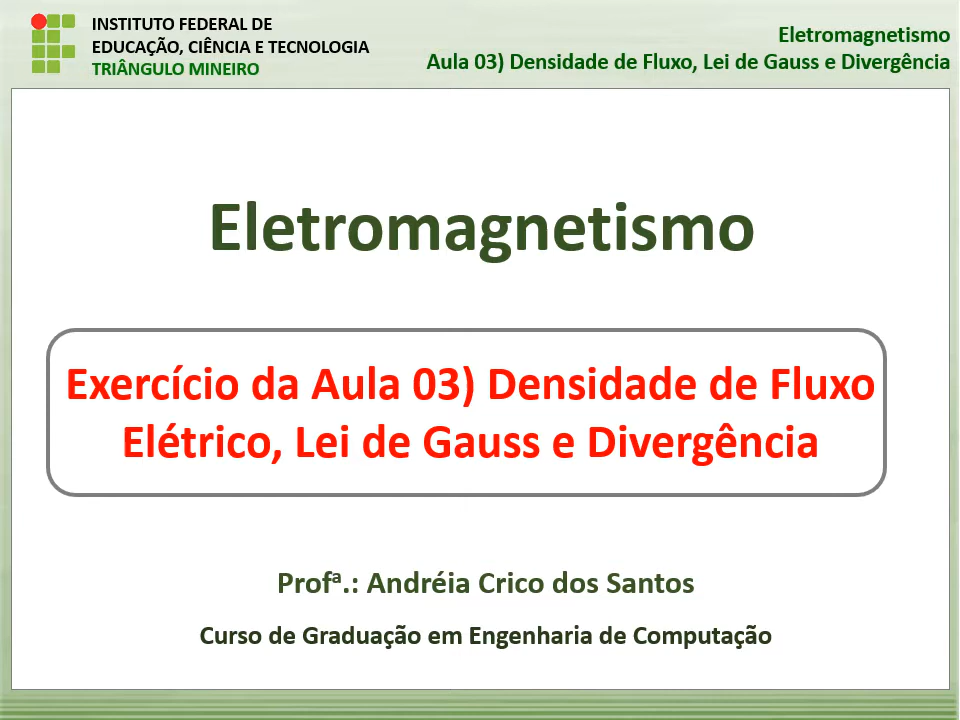 INSTITUTO FEDERAL DE
EDUCAÇÃO, CIÊNCIA E TECNOLOGIA
TRIÂNGULO MINEIRO
Eletromagnetismo
Aula 03) Densidade de Fluxo, Lei de Gauss e Divergência
Eletromagnetismo
Exercício da Aula 03) Densidade de Fluxo
Elétrico, Lei de Gauss e Divergência
Profª.: Andréia Crico dos Santos
Curso de Graduação em Engenharia de Computação